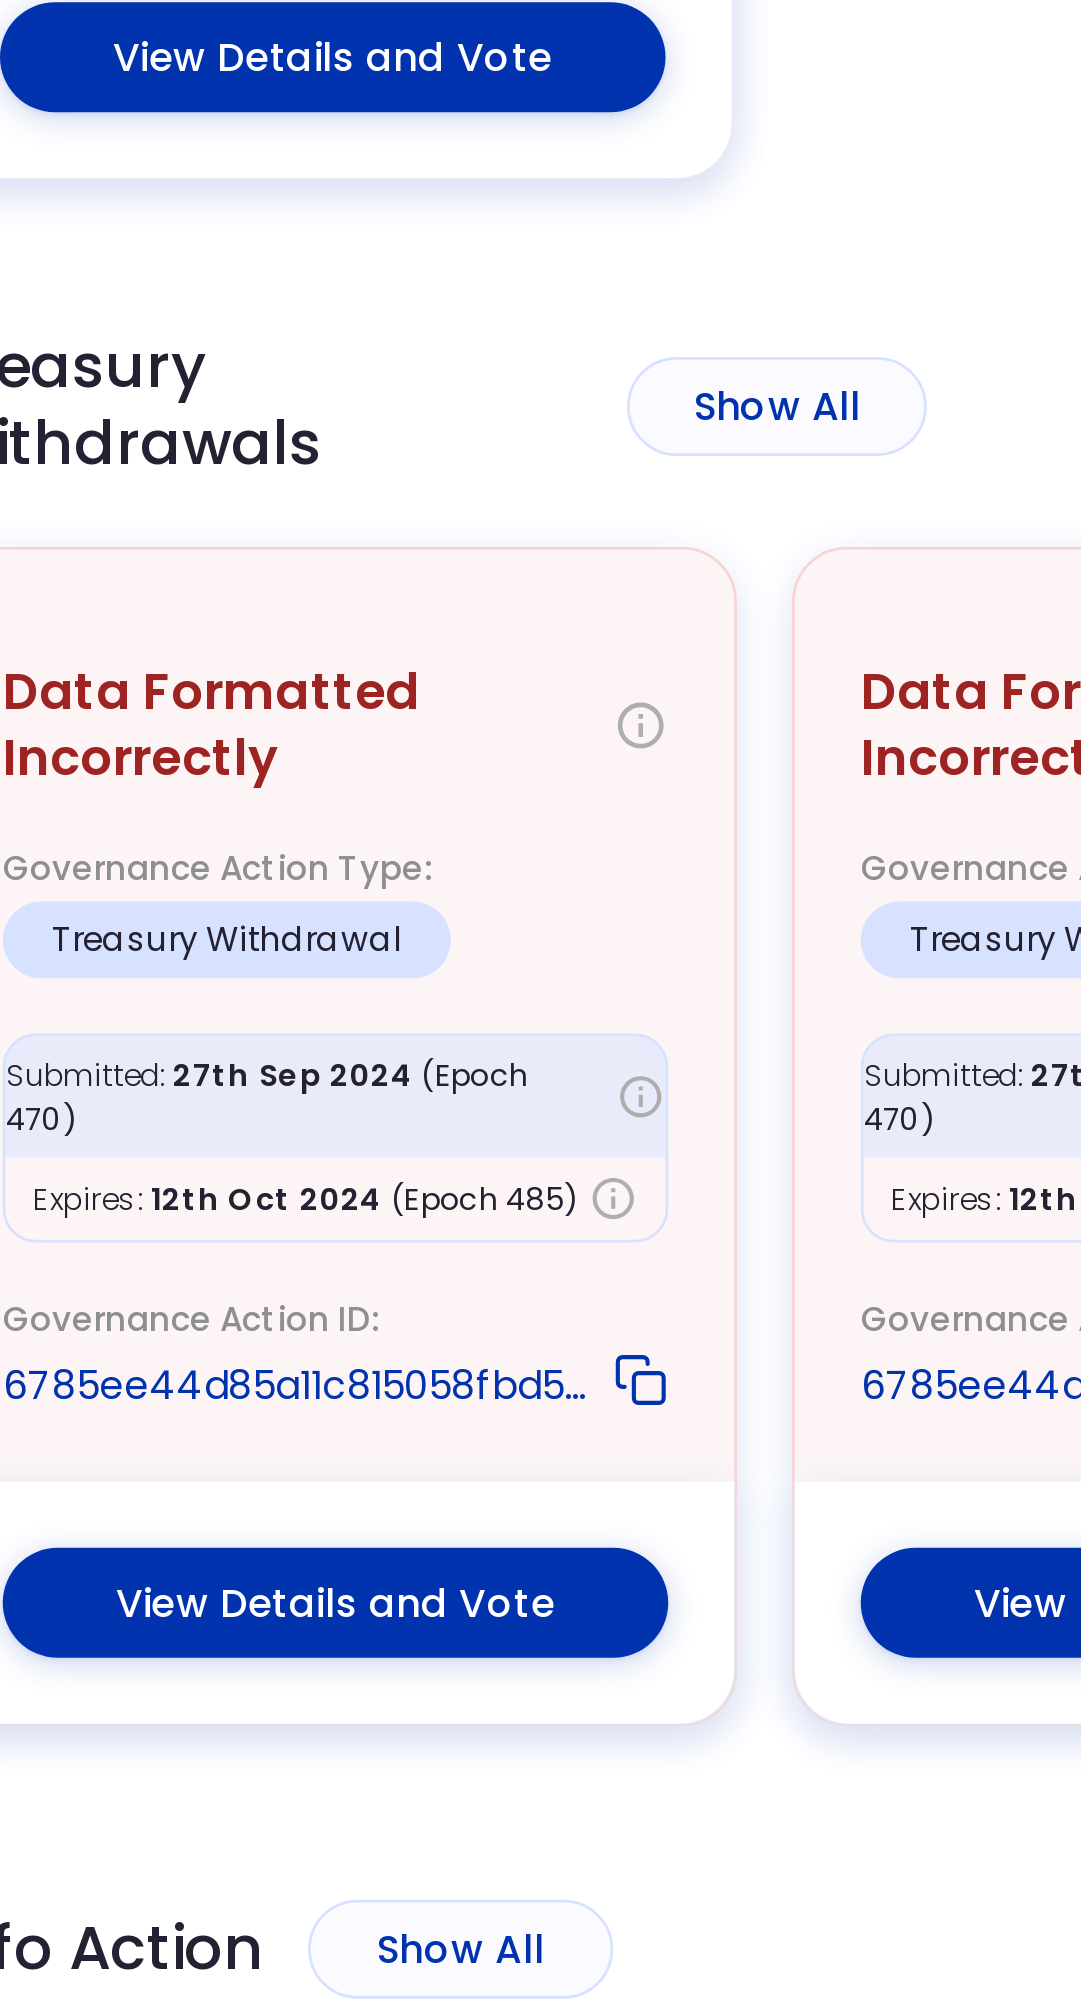 View Details and Vote
easury
ithdrawals
Show All
Data Formatted
Incorrectly
Governance Action Type:
Treasury Withdrawal
Submitted: 27th Sep 2024 (Epoch
470)
Expires: 12th Oct 2024 (Epoch 485)
Governance Action ID:
6785ee44d85a11c815058fbd5...
View Details and Vote
Data For
Incorrect
Governance
Treasury W
Submitted: 27t
470)
Expires: 12th
Governance
6785ee44d
View
fo Action
Show All